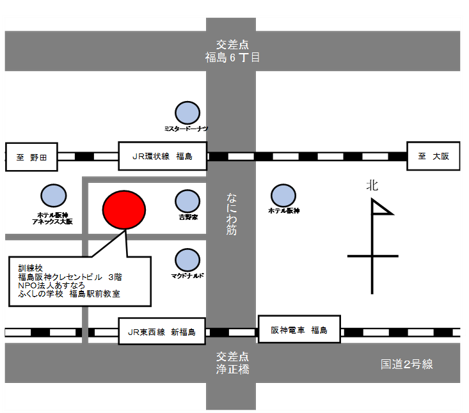 交差点
福島6丁目
ミスタードーナツ
至 野田
JR環状線 福島
至 大阪
北
ホテル阪神
アネックス大阪
吉野家
なにわ筋
ホテル阪神
マクドナルド
訓練校
福島阪神クレセントビル 3階
NPO法人あすなろ
ふくしの学校 福島駅前教室
JR東西線 新福島
阪神電車 福島
交差点
浄正橋
国道2号線